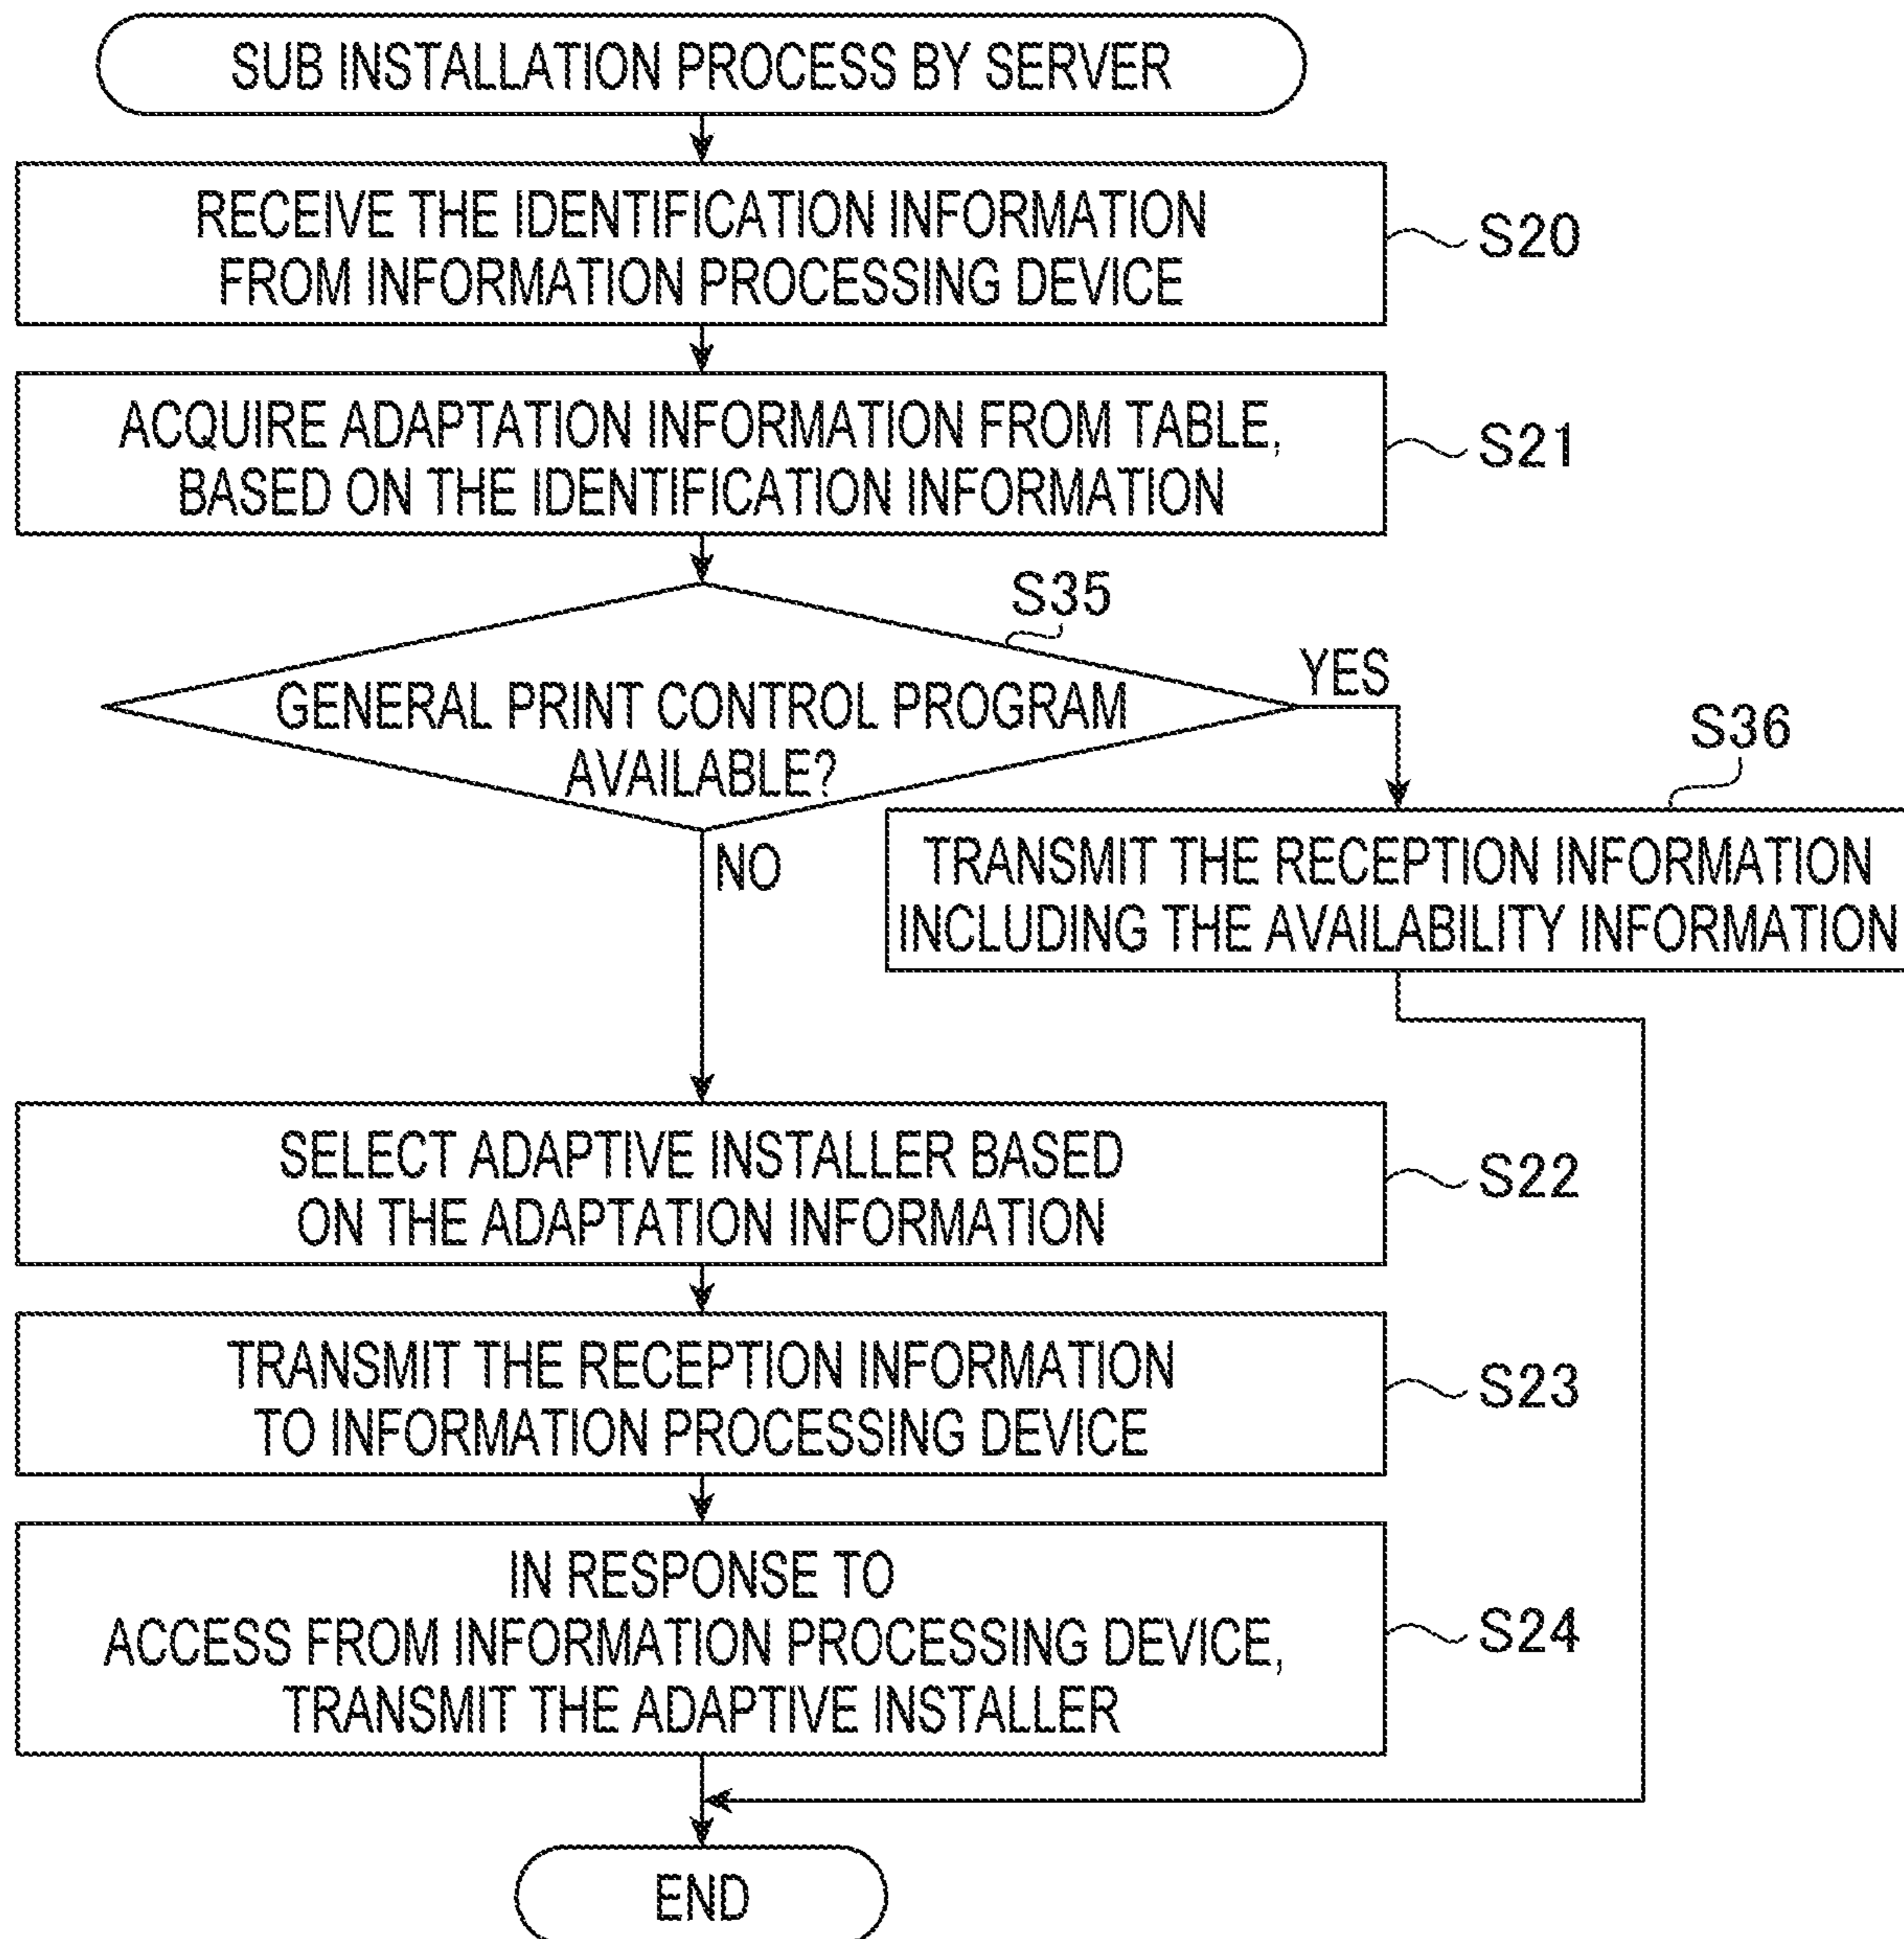 SUB INSTALLATION PROCESS BY SERVER
RECEIVE THE IDENTIFICATION INFORMATION
FROM INFORMATION PROCESSING DEVICE
S20
ACQUIRE ADAPTATION INFORMATION FROM TABLE,
BASED ON THE IDENTIFICATION INFORMATION
S21
S35
GENERAL PRINT CONTROL PROGRAM
AVAILABLE?
YES
NO
S36
TRANSMIT THE RECEPTION INFORMATION
INCLUDING THE AVAILABILITY INFORMATION
SELECT ADAPTIVE INSTALLER BASED
ON THE ADAPTATION INFORMATION
S22
TRANSMIT THE RECEPTION INFORMATION
TO INFORMATION PROCESSING DEVICE
S23
IN RESPONSE TO
ACCESS FROM INFORMATION PROCESSING DEVICE,
TRANSMIT THE ADAPTIVE INSTALLER
S24
END